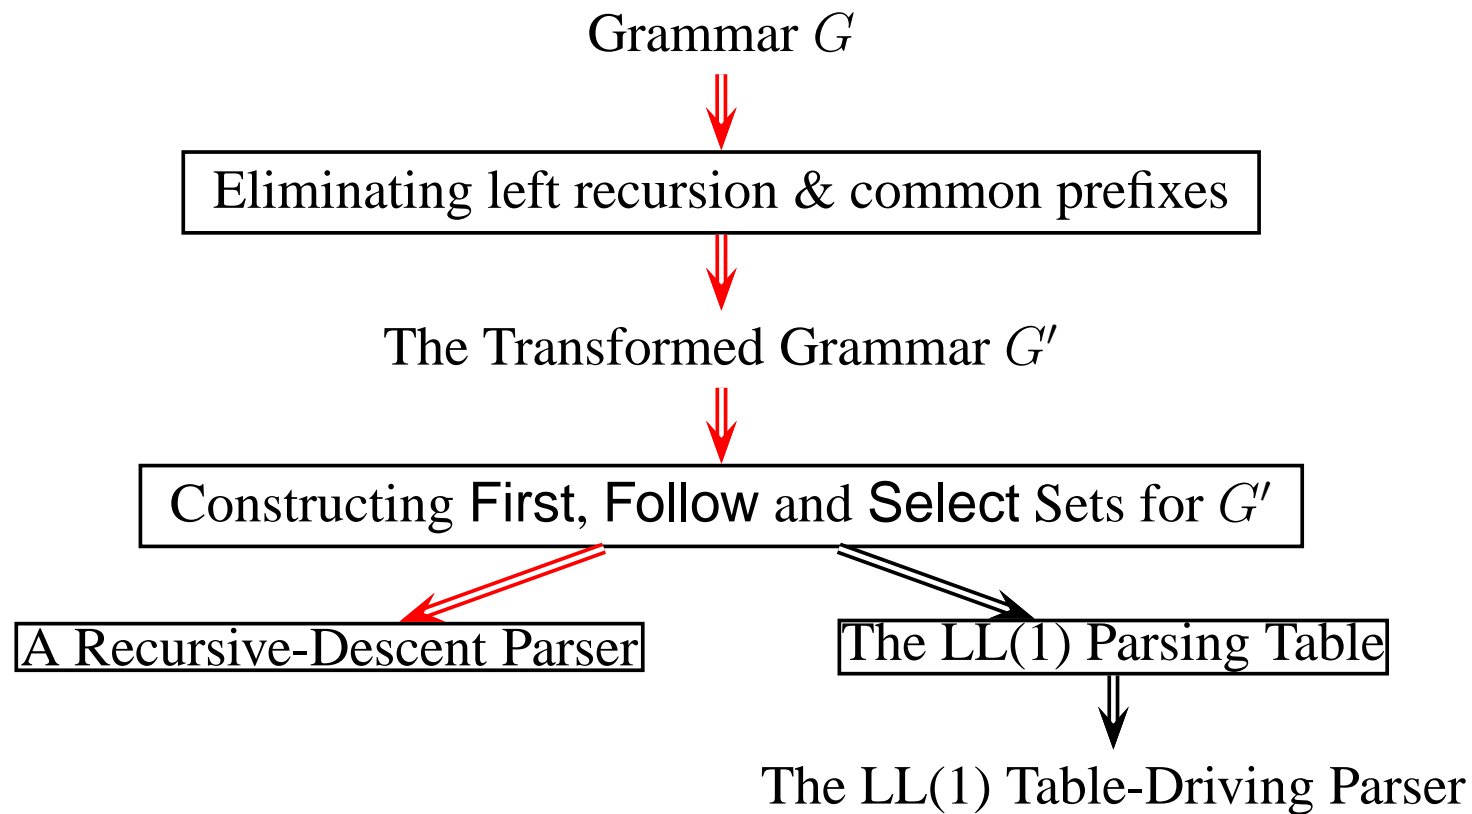 Grammar G
Eliminating left recursion & common prefixes
The Transformed Grammar G′
Constructing First, Follow and Select Sets for G′
A Recursive-Descent Parser
The LL(1) Parsing Table
The LL(1) Table-Driving Parser